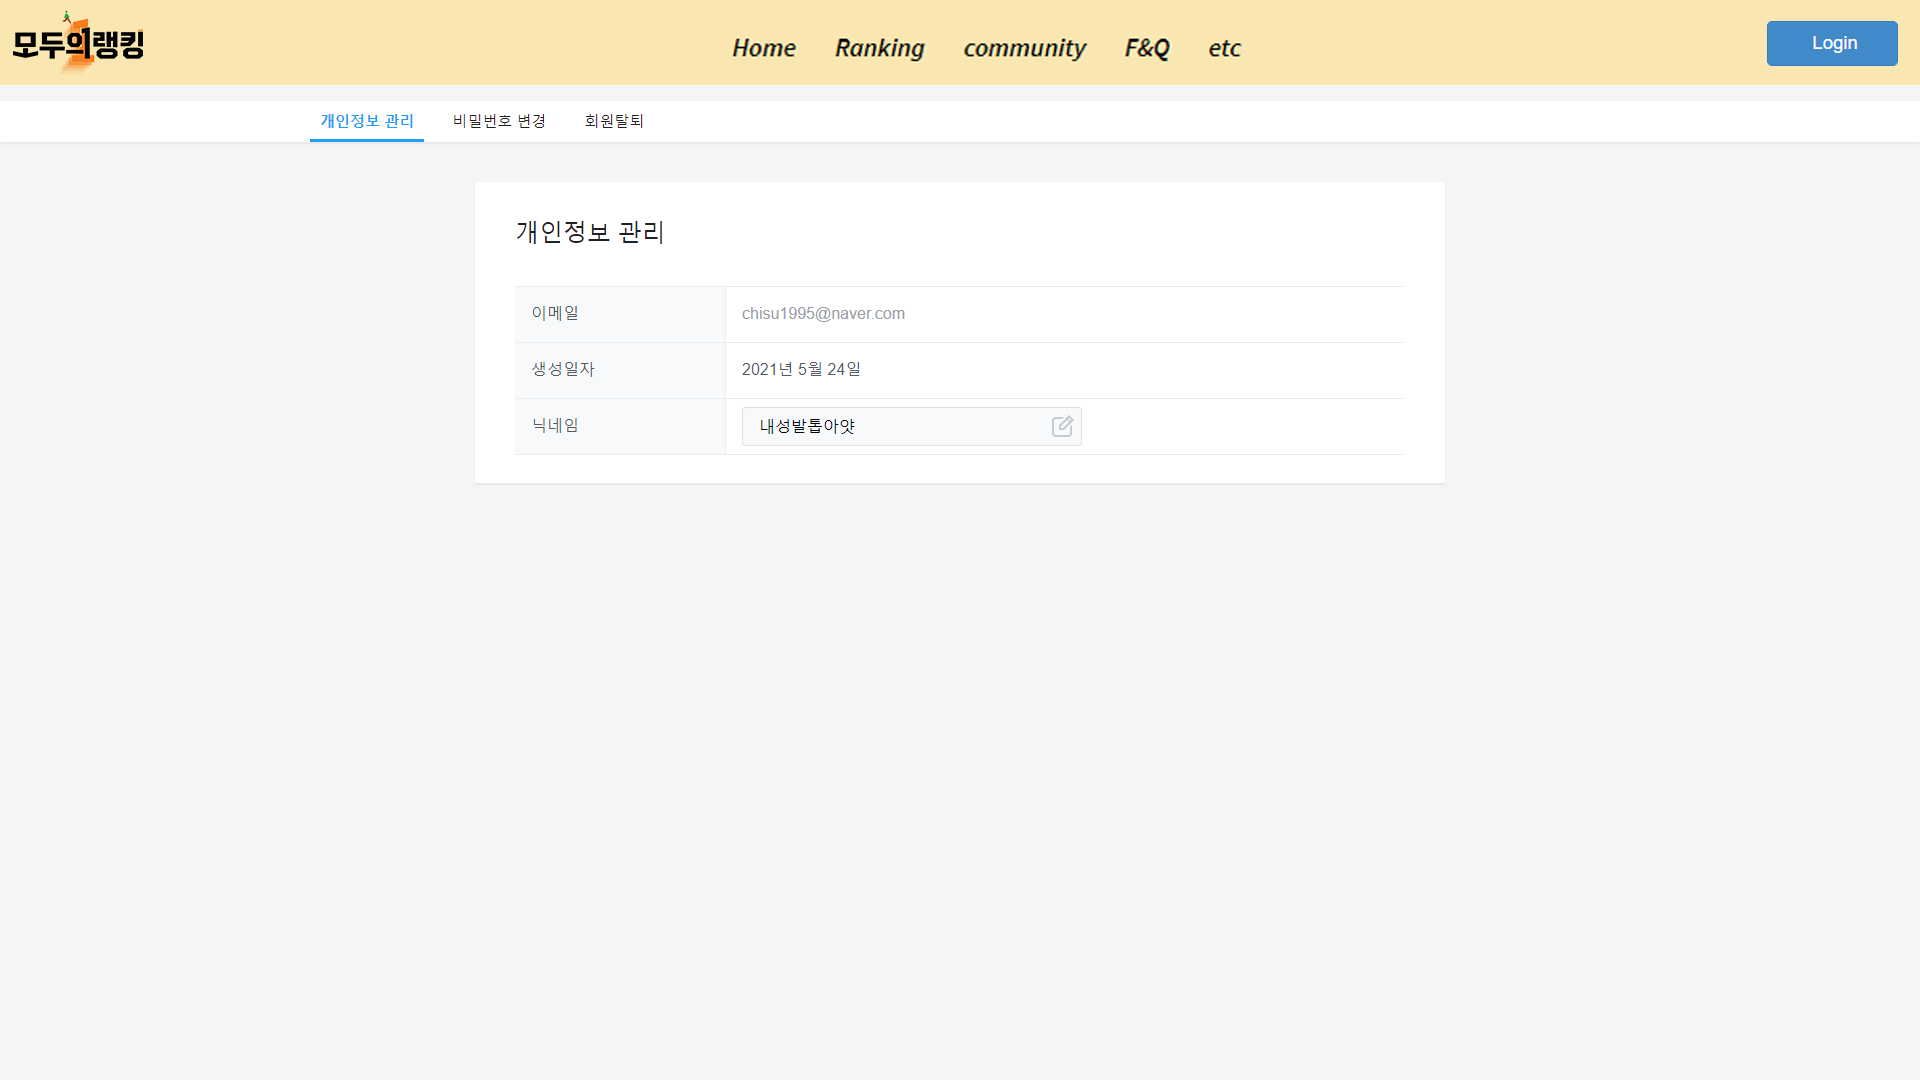 모두의랭킹
Home Ranking community F&Q etc
Login
개인정보 관리 비밀번호 변경 회원탈퇴
개인정보 관리
이메일 chisu1995@naver.com
생성일자 2021년 5월 24일
닉네임 내성발톱아얏